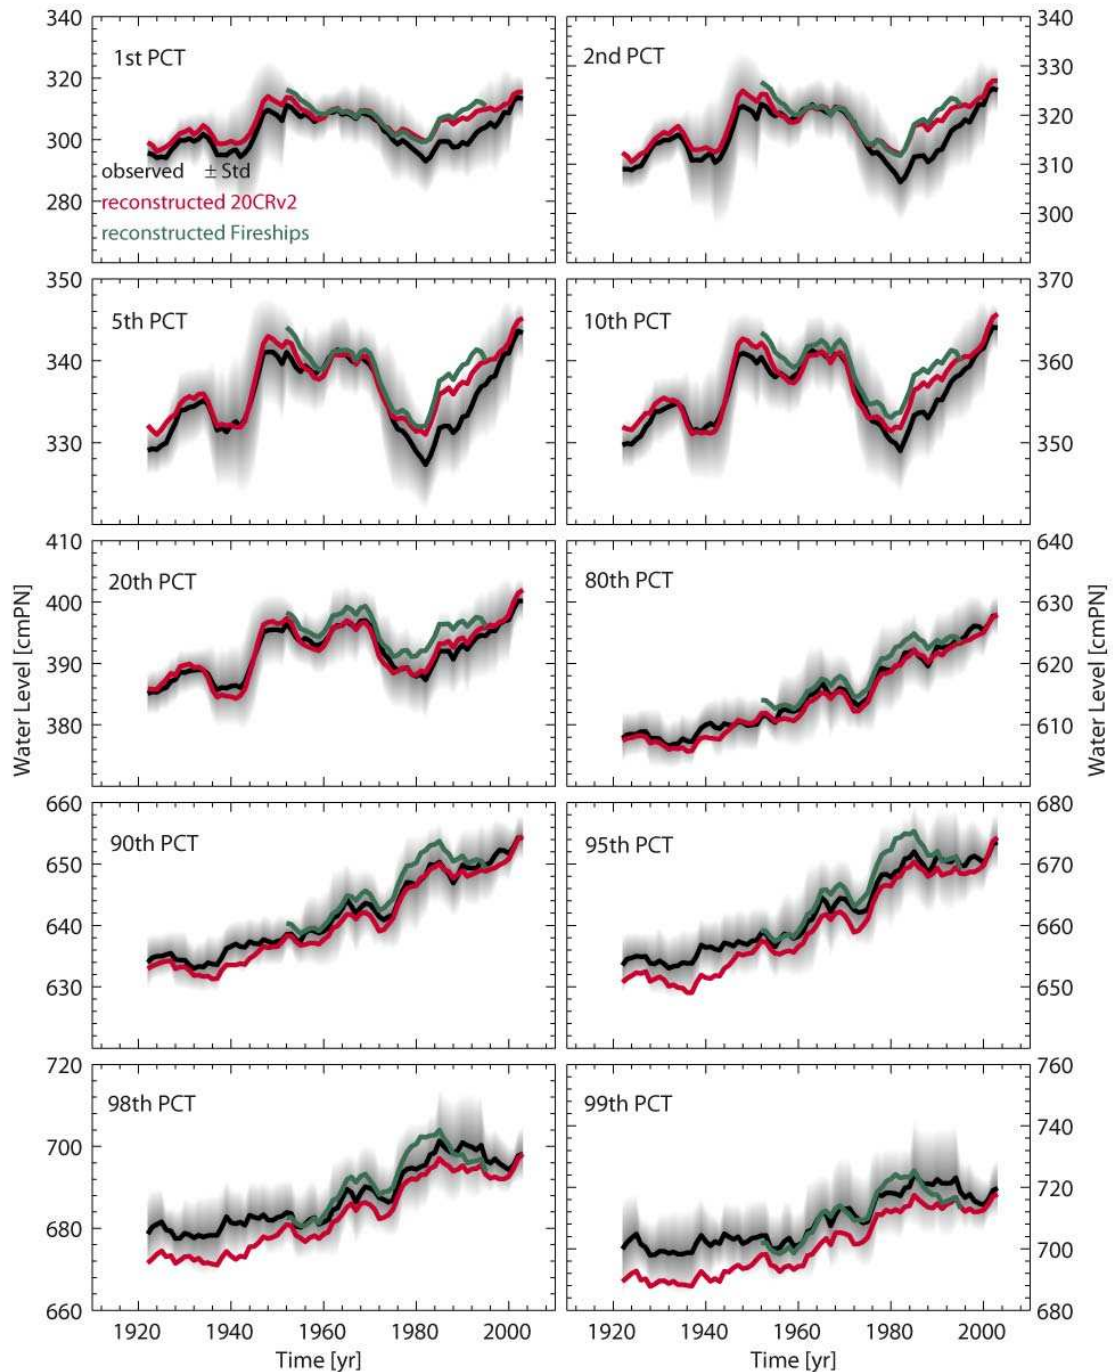 340
320
300
280
1st PCT
observed ± Std
reconstructed 20CRv2
reconstructed Fireships
2nd PCT
340
330
320
310
300
350
340
330
5th PCT
10th PCT
370
360
350
410
400
390
380
20th PCT
80th PCT
640
630
620
610
Water Level [cmPN]
Water Level [cmPN]
660
650
640
630
90th PCT
95th PCT
680
670
660
650
720
700
680
660
98th PCT
99th PCT
760
740
720
700
680
1920 1940 1960 1980 2000
1920 1940 1960 1980 2000
Time [yr]
Time [yr]